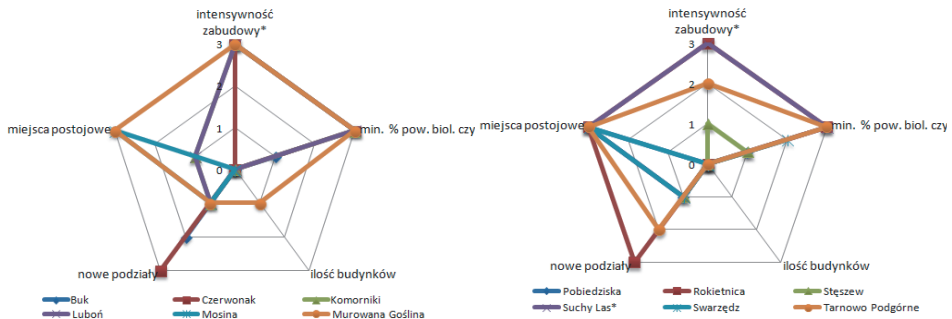 intensywność
zabudowy*
3
2
1
0
miejsca postojowe
min. % pow. biol. czy
nowe podziały
ilość budynków
Buk
Czerwonak
Komorniki
Luboń
Mosina
Murowana Goślina
intensywność
zabudowy*
3
2
1
0
miejsca postojowe
min. % pow. biol. czy
nowe podziały
ilość budynków
Pobiedziska
Rokietnica
Stęszew
Suchy Las*
Swarzędz
Tarnowo Podgórne